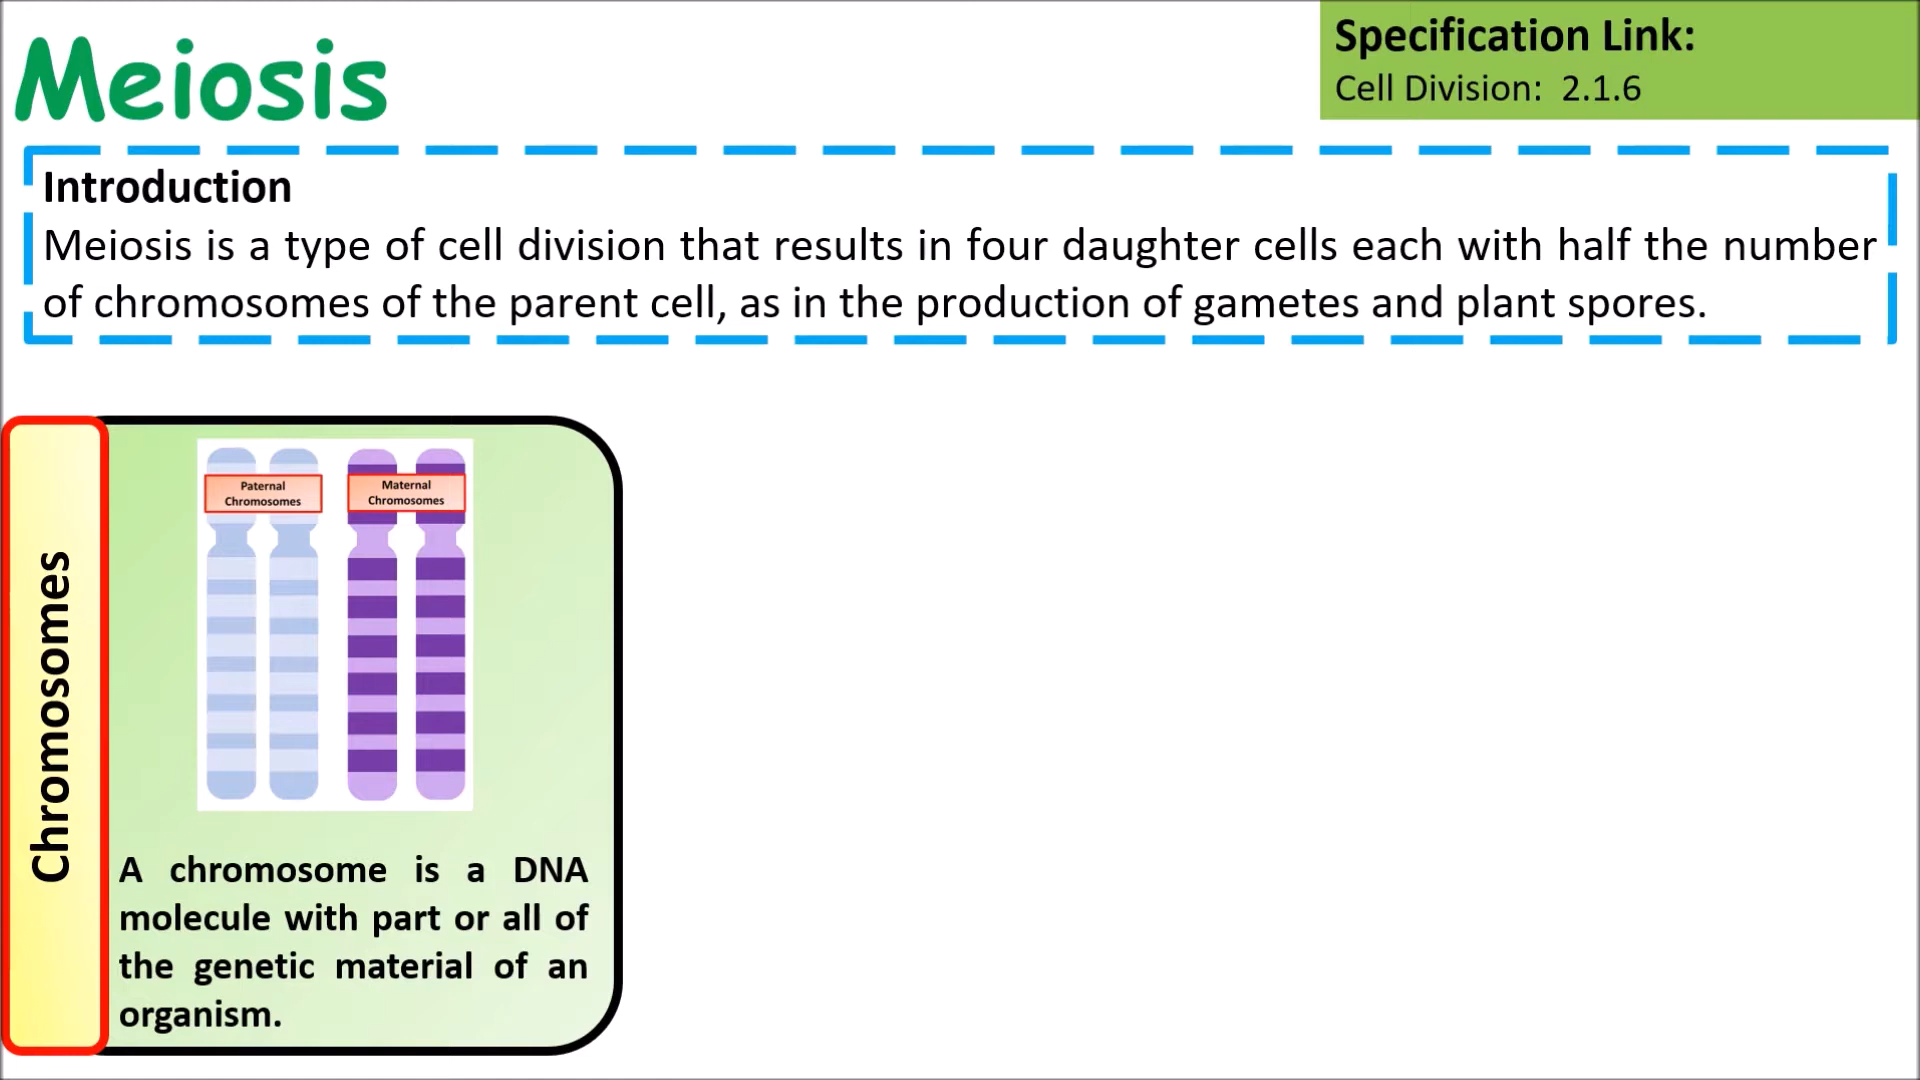 Meiosis
Specification Link:
Cell Division: 2.1.6
Introduction
Meiosis is a type of cell division that results in four daughter cells each with half the number
of chromosomes of the parent cell, as in the production of gametes and plant spores.
Chromosomes
Paternal
Chromosomes
Maternal
Chromosomes
A chromosome is a DNA
molecule with part or all of
the genetic material of an
organism.